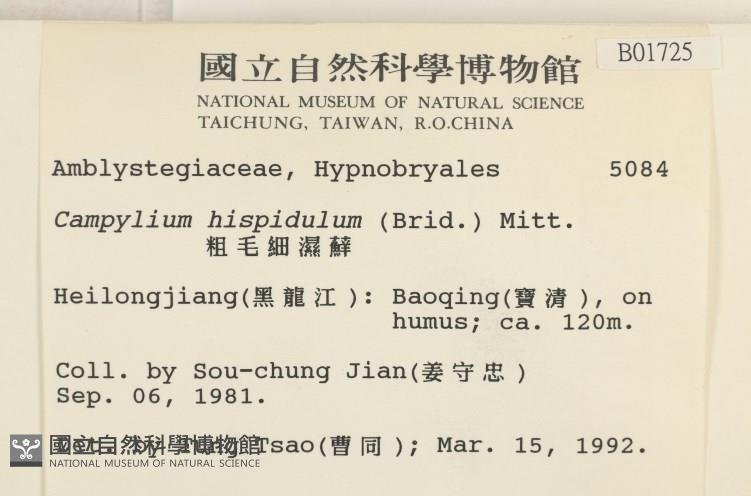 國立自然科學博物館
B01725
NATIONAL MUSEUM OF NATURAL SCIENCE
TAICHUNG, TAIWAN, R.O.CHINA
Amblystegiaceae, Hypnobryales 5084
Campylium hispidulum (Brid.) Mitt.
粗毛細濕蘚
Heilongjiang(黑龍江): Baoqing(寶清), on
humus; ca. 120m.
Coll. by Sou-chung Jian(姜守忠)
Sep. 06, 1981.
Det. by Tung Tsao(曹同); Mar. 15, 1992.
國立自然科學博物館
NATIONAL MUSEUM OF NATURAL SCIENCE